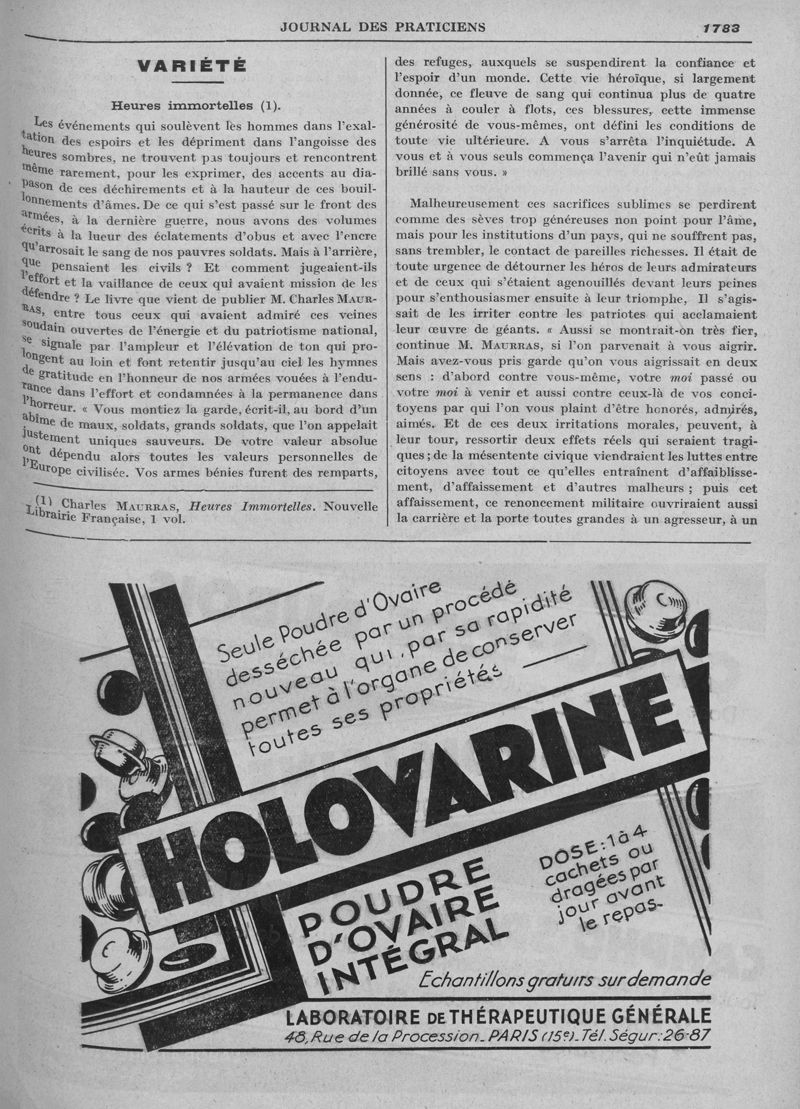 JOURNAL DES PRATICIENS 1783
VARIÉTÉ
Heures immortelles (1).
Les événements qui soulèvent les hommes dans l'exal-
tation des espoirs et les dépriment dans l'angoisse des
heures sombres, ne trouvent pas toujours et rencontrent
même rarement, pour les exprimer, des accents au dia-
pason de ces déchirements et à la hauteur de ces bouil-
lonnements d'âmes. De ce qui s'est passé sur le front des
armées, à la dernière guerre, nous avons des volumes
écrits à la lueur des éclatements d'obus et avec l'encre
qu'arrosait le sang de nos pauvres soldats. Mais à l'arrière,
que pensaient les civils ? Et comment jugeaient-ils
l'effort et la vaillance de ceux qui avaient mission de les
défendre ? Le livre que vient de publier M. Charles MAUR-
RAS, entre tous ceux qui avaient admiré ces veines
soudain ouvertes de l'énergie et du patriotisme national,
se signale par l'ampleur et l'élévation de ton qui pro-
longent au loin et font retentir jusqu'au ciel les hymnes
de gratitude en l'honneur de nos armées vouées à l'endu-
rance dans l'effort et condamnées à la permanence dans
l'horreur. « Vous montiez la garde, écrit-il, au bord d'un
abîme de maux, soldats, grands soldats, que l'on appelait
justement uniques sauveurs. De votre valeur absolue
ont dépendu alors toutes les valeurs personnelles de
l'Europe civilisée. Vos armes bénies furent des remparts,
(1) Charles MAURRAS, Heures Immortelles. Nouvelle
Librairie Française, 1 vol.
des refuges, auxquels se suspendirent la confiance et
l'espoir d'un monde. Cette vie héroïque, si largement
donnée, ce fleuve de sang qui continua plus de quatre
années à couler à flots, ces blessures, cette immense
générosité de vous-mêmes, ont défini les conditions de
toute vie ultérieure. A vous s'arrêta l'inquiétude. A
vous et à vous seuls commença l'avenir qui n'eût jamais
brillé sans vous. »
Malheureusement ces sacrifices sublimes se perdirent
comme des sèves trop généreuses non point pour l'âme,
mais pour les institutions d'un pays, qui ne souffrent pas,
sans trembler, le contact de pareilles richesses. Il était de
toute urgence de détourner les héros de leurs admirateurs
et de ceux qui s'étaient agenouillés devant leurs peines
pour s'enthousiasmer ensuite à leur triomphe, Il s'agis-
sait de les irriter contre les patriotes qui acclamaient
leur œuvre de géants. « Aussi se montrait-on très fier,
continue M. MAURRAS, si l'on parvenait à vous aigrir.
Mais avez-vous pris garde qu'on vous aigrissait en deux
sens : d'abord contre vous-même, votre moi passé ou
votre moi à venir et aussi contre ceux-là de vos conci-
toyens par qui l'on vous plaint d'être honorés, admirés,
aimés. Et de ces deux irritations morales, peuvent, à
leur tour, ressortir deux effets réels qui seraient tragi-
ques ; de la mésentente civique viendraient les luttes entre
citoyens avec tout ce qu'elles entraînent d'affaiblisse-
ment, d'affaissement et d'autres malheurs ; puis cet
affaissement, ce renoncement militaire ouvriraient aussi
la carrière et la porte toutes grandes à un agresseur, à un
Seule Poudre d'Ovaire
desséchée par un procédé
nouveau qui, par sa rapidité
permet à l'organe de conserver
toutes ses propriétés
HOLOVARINE
POUDRE
D'OVAIRE
INTÉGRAL
DOSE: 1 à 4
cachets ou
dragées par
jour avant
le repas-
Echantillons gratuits sur demande
LABORATOIRE DE THÉRAPEUTIQUE GÉNÉRALE
48, Rue de la Procession_ PARIS (15e)_ Tél. Ségur: 26-87